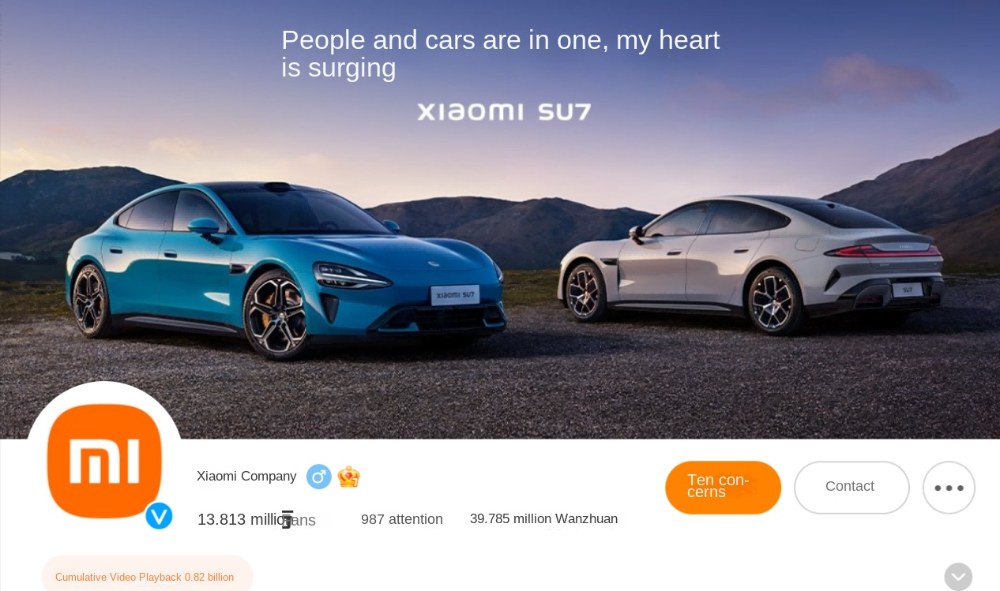 People and cars are in one, my heart
is surging
XIAOMI SU7
XIAOMI SU7
SU7
mi
V
Xiaomi Company
Ten con-
cerns
Contact
13.813 million fans
987 attention
39.785 million Wanzhuan
Cumulative Video Playback 0.82 billion